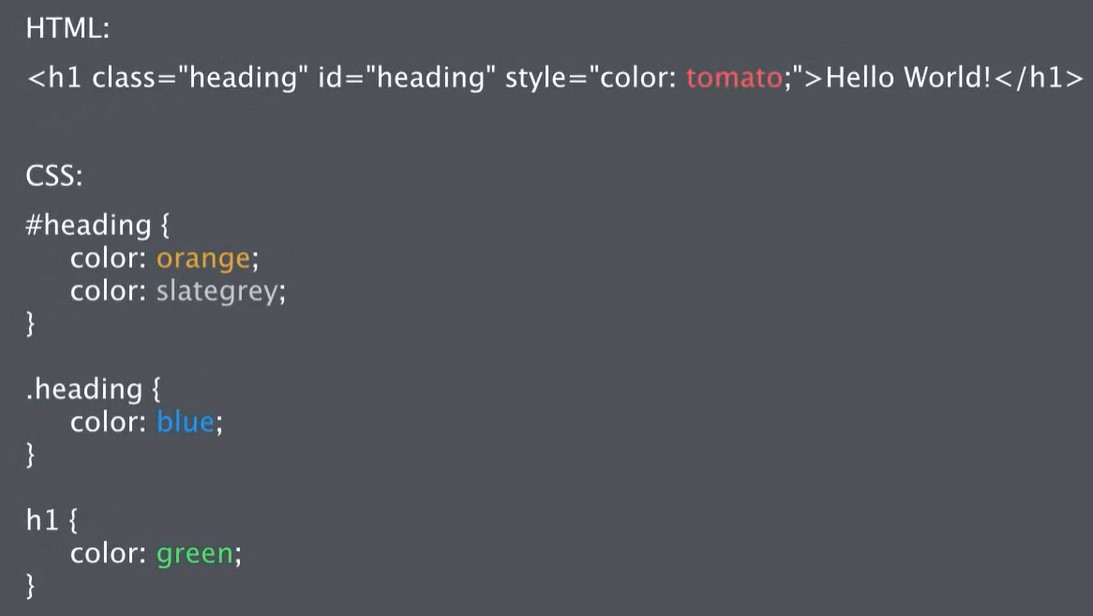 HTML:
<h1 class="heading" id="heading" style="color: tomato;">Hello World!</h1>
CSS:
#heading {
color: orange;
color: slategrey;
}
.heading {
color: blue;
}
h1 {
color: green;
}